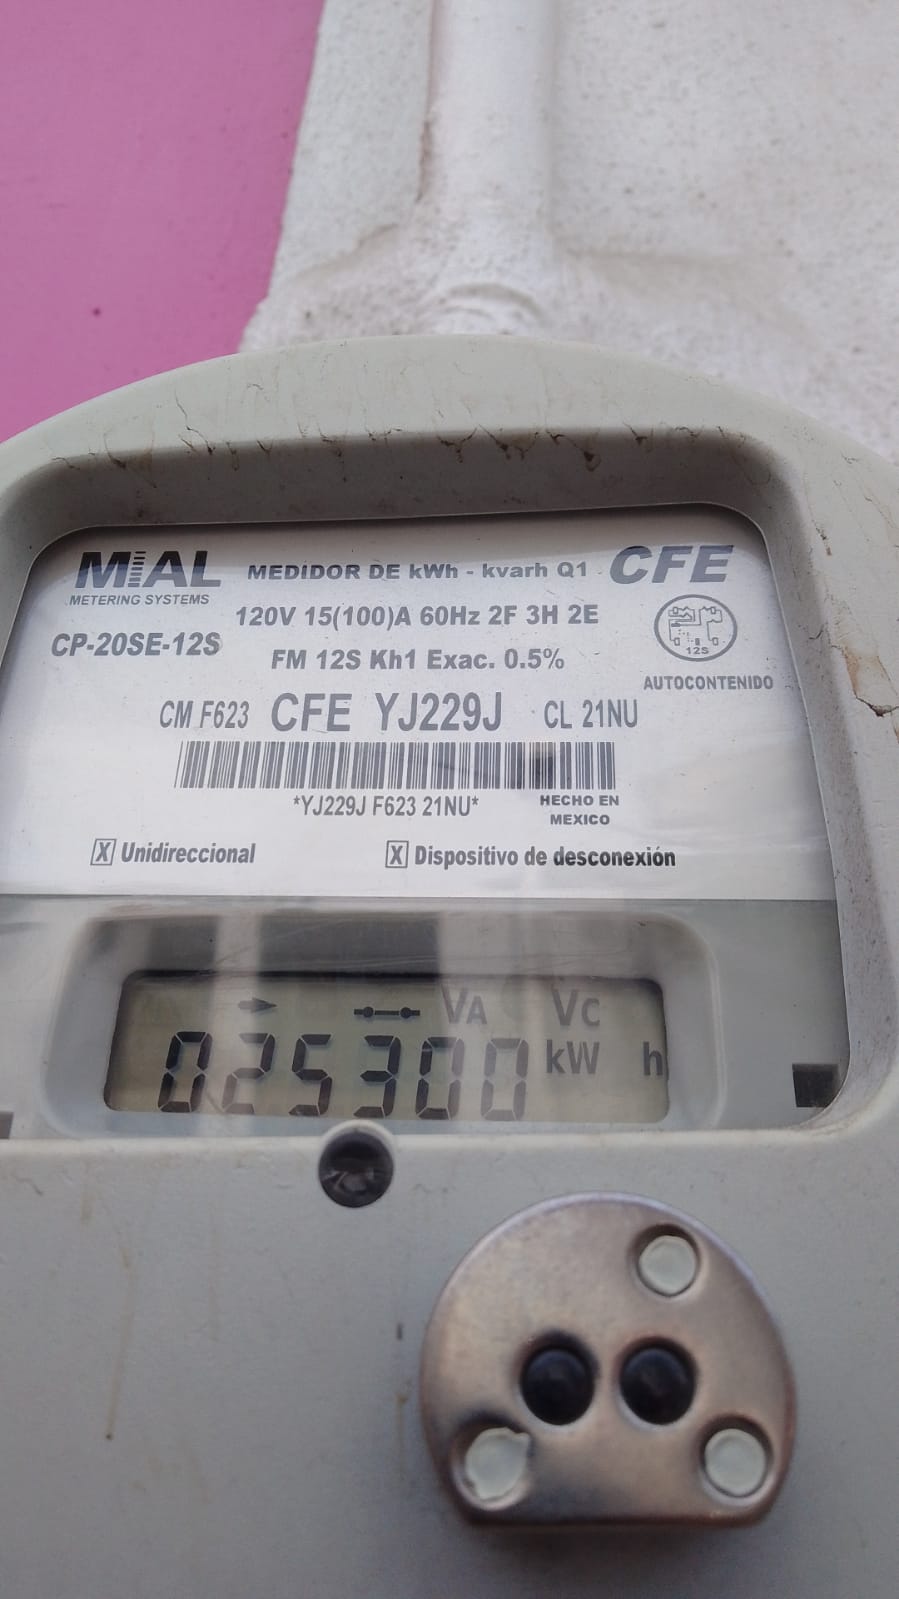 MIAL
METERING SYSTEMS
MEDIDOR DE kWh - kvarh Q1
CFE
120V 15(100)A 60Hz 2F 3H 2E
CP-20SE-12S
FM 12S Kh1 Exac. 0.5%
12S
AUTOCONTENIDO
CM F623 CFE YJ229J CL 21NU
*YJ229J F623 21NU*
HECHO EN
MEXICO
X Unidireccional
X Dispositivo de desconexión
VA VC
025300 kW h